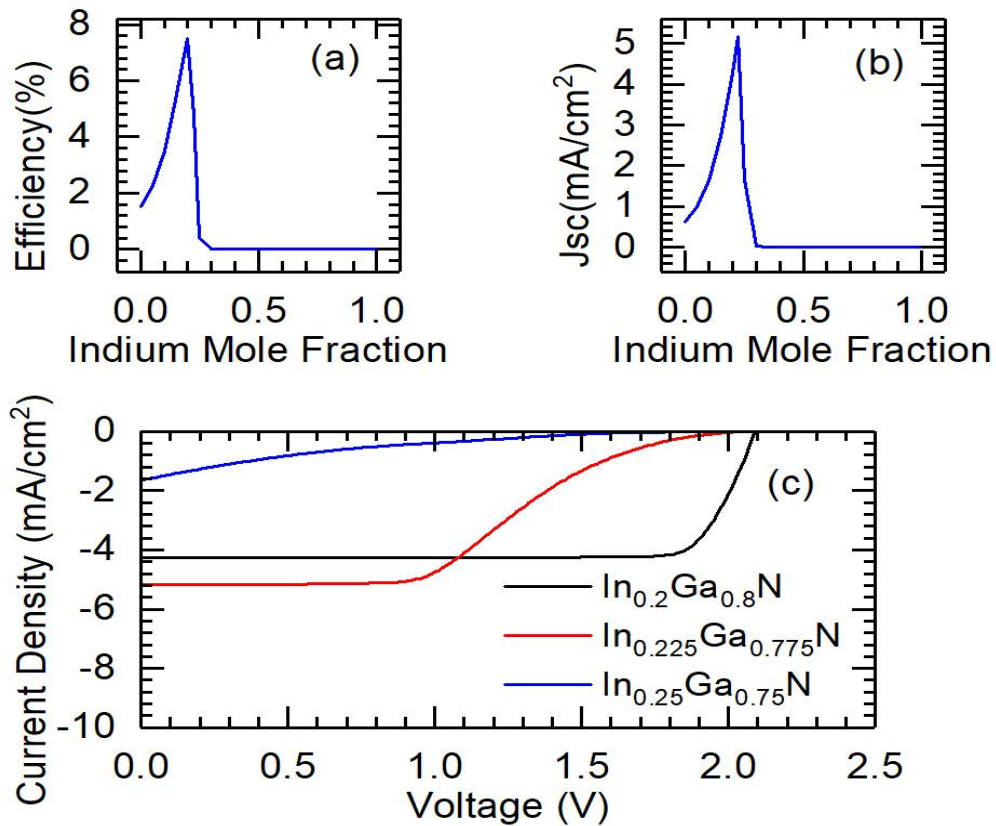 8
6
4
2
0
Efficiency(%)
(a)
0.0 0.5 1.0
Indium Mole Fraction
5
4
3
2
1
0
Jsc(mA/cm²)
(b)
0.0 0.5 1.0
Indium Mole Fraction
0
-2
-4
-6
-8
-10
Current Density (mA/cm²)
(c)
In₀.₂Ga₀.₈N
In₀.₂₂₅Ga₀.₇₇₅N
In₀.₂₅Ga₀.₇₅N
0.0 0.5 1.0 1.5 2.0 2.5
Voltage (V)